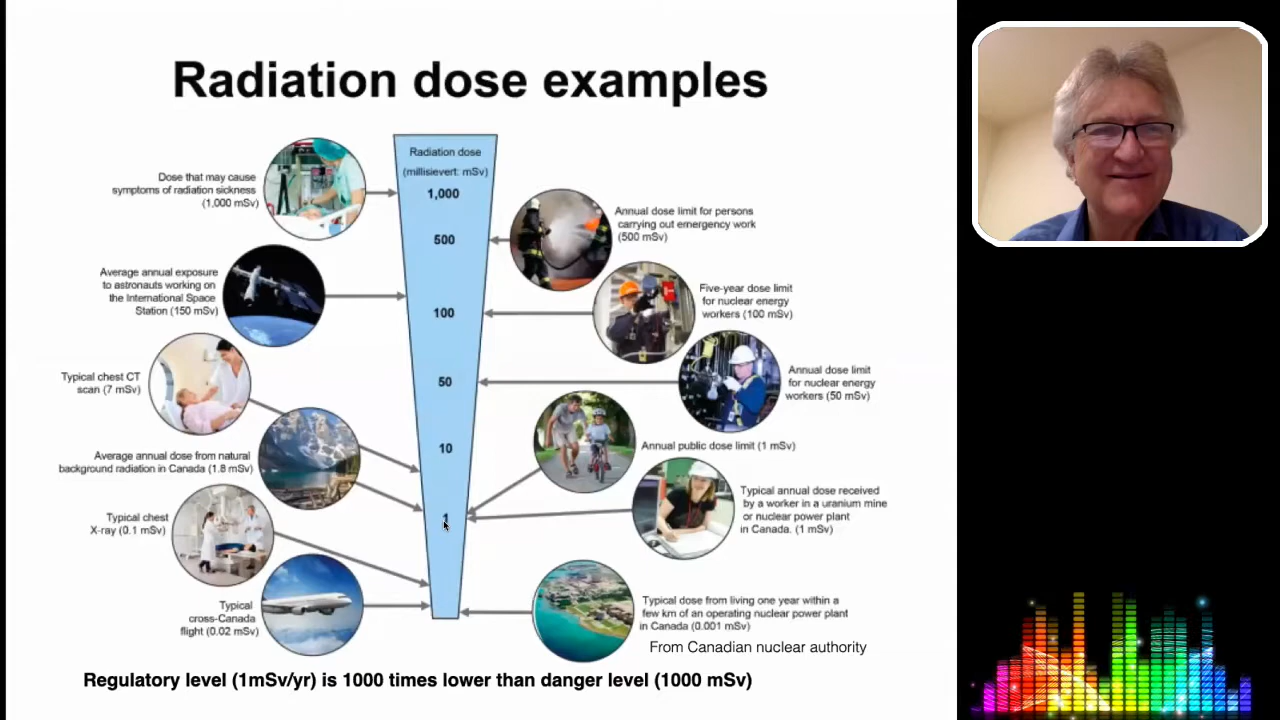 Radiation dose examples
Radiation dose
(millisievert: mSv)
1,000
500
100
50
10
1
Dose that may cause
symptoms of radiation sickness
(1,000 mSv)
Annual dose limit for persons
carrying out emergency work
(500 mSv)
Average annual exposure
to astronauts working on
the International Space
Station (150 mSv)
Five-year dose limit
for nuclear energy
workers (100 mSv)
Typical chest CT
scan (7 mSv)
Annual dose limit
for nuclear energy
workers (50 mSv)
Average annual dose from natural
background radiation in Canada (1.8 mSv)
Annual public dose limit (1 mSv)
Typical chest
X-ray (0.1 mSv)
Typical annual dose received
by a worker in a uranium mine
or nuclear power plant
in Canada. (1 mSv)
Typical
cross-Canada
flight (0.02 mSv)
Typical dose from living one year within a
few km of an operating nuclear power plant
in Canada (0.001 mSv)
From Canadian nuclear authority
Regulatory level (1mSv/yr) is 1000 times lower than danger level (1000 mSv)